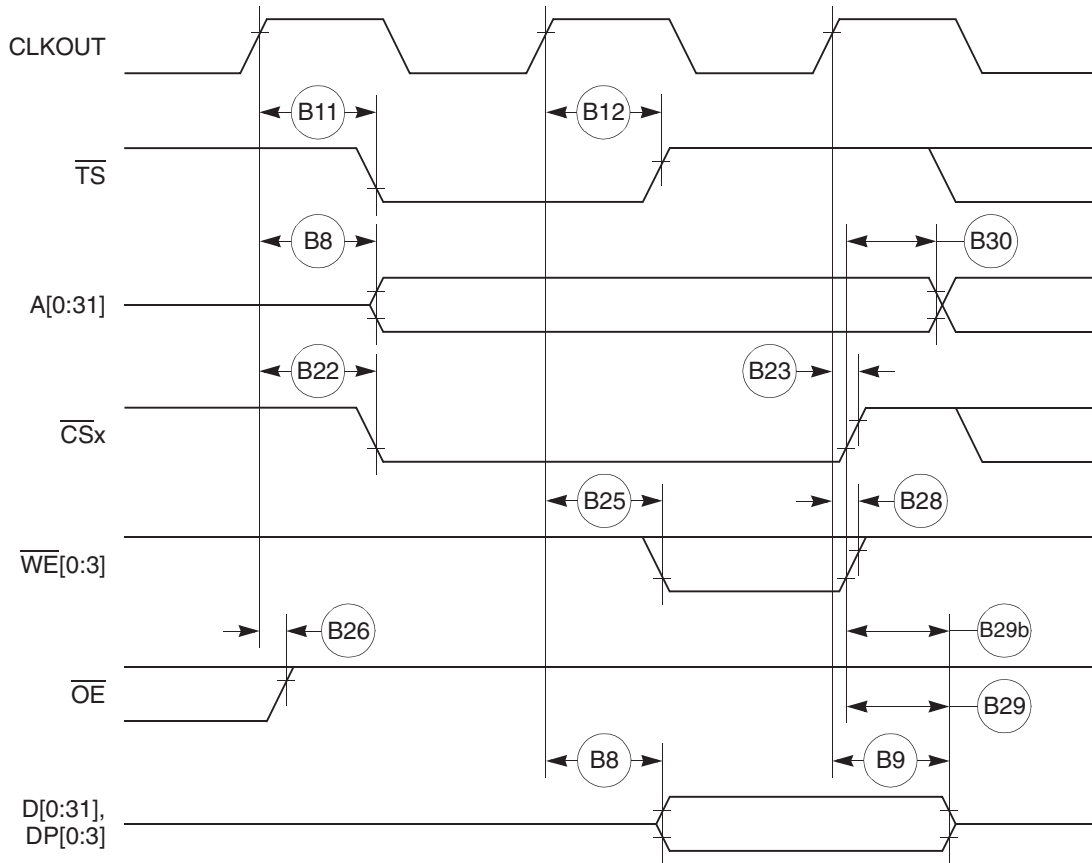 CLKOUT
B11
B12
TS
B8
B30
A[0:31]
B22
B23
CSx
B25
B28
WE[0:3]
B26
B29b
OE
B29
B8
B9
D[0:31],
DP[0:3]